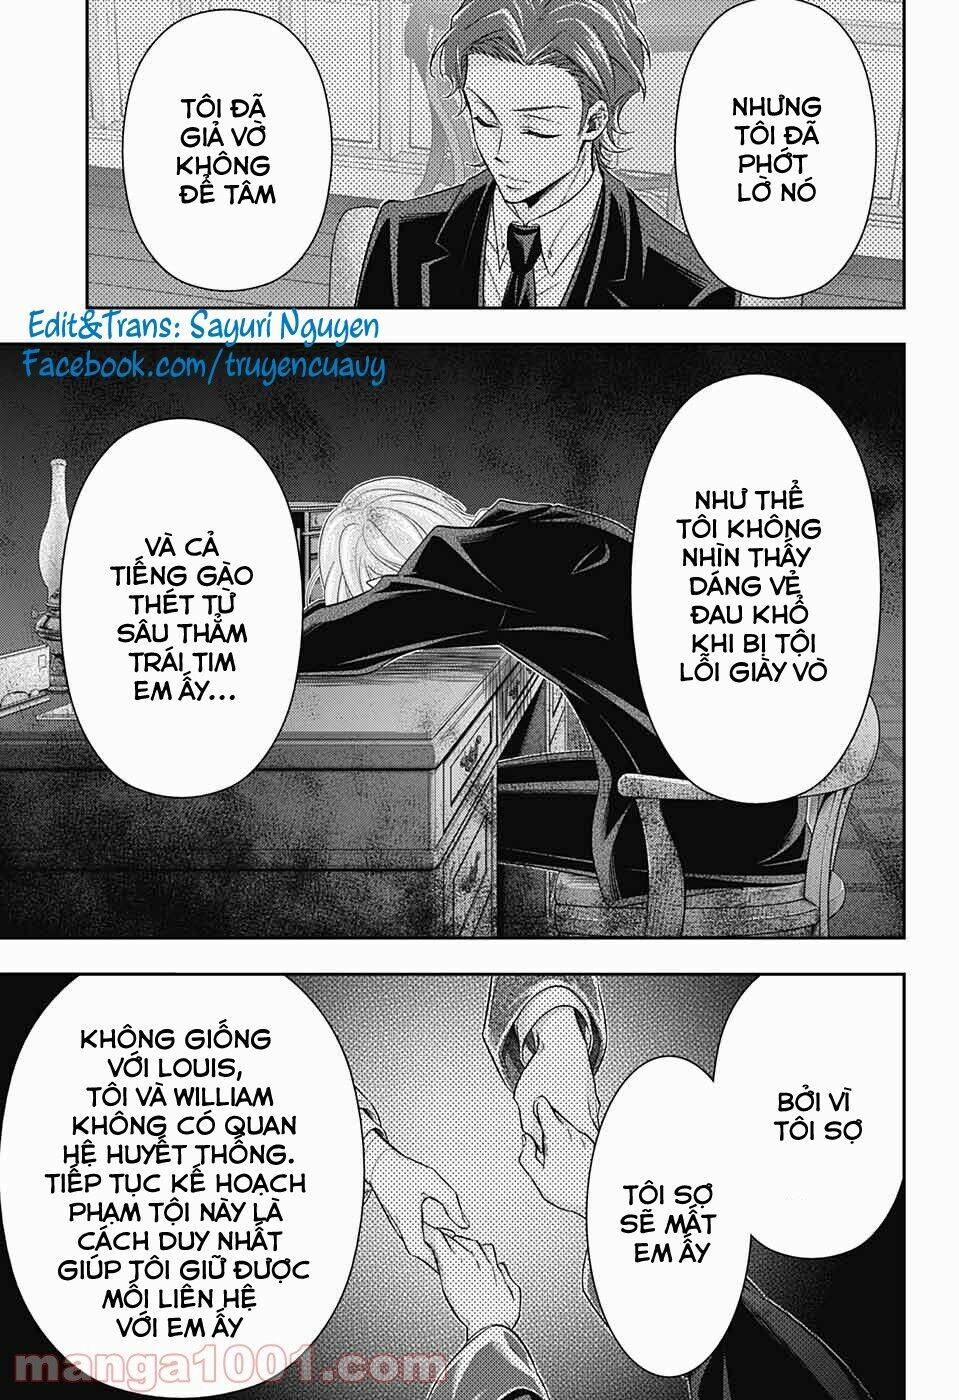 NHƯNG
TÔI ĐÃ
PHỚT
LỜ NÓ
TÔI ĐÃ
GIẢ VỜ
KHÔNG
ĐỂ TÂM
Edit&Trans: Sayuri Nguyen
Facebook.com/truyencuavy
NHƯ THỂ
TÔI KHÔNG
NHÌN THẤY
DÁNG VẺ
ĐAU KHỔ
KHI BỊ TỘI
LỖI GIÀY VÒ
VÀ CẢ
TIẾNG GÀO
THÉT TỪ
SÂU THẲM
TRÁI TIM
EM ẤY...
BỞI VÌ
TÔI SỢ
TÔI SỢ
SẼ MẤT
EM ẤY
KHÔNG GIỐNG
VỚI LOUIS,
TÔI VÀ WILLIAM
KHÔNG CÓ QUAN
HỆ HUYẾT THỐNG.
TIẾP TỤC KẾ HOẠCH
PHẠM TỘI NÀY LÀ
CÁCH DUY NHẤT
GIÚP TÔI GIỮ ĐƯỢC
MỐI LIÊN HỆ
VỚI EM ẤY
manga1001.com